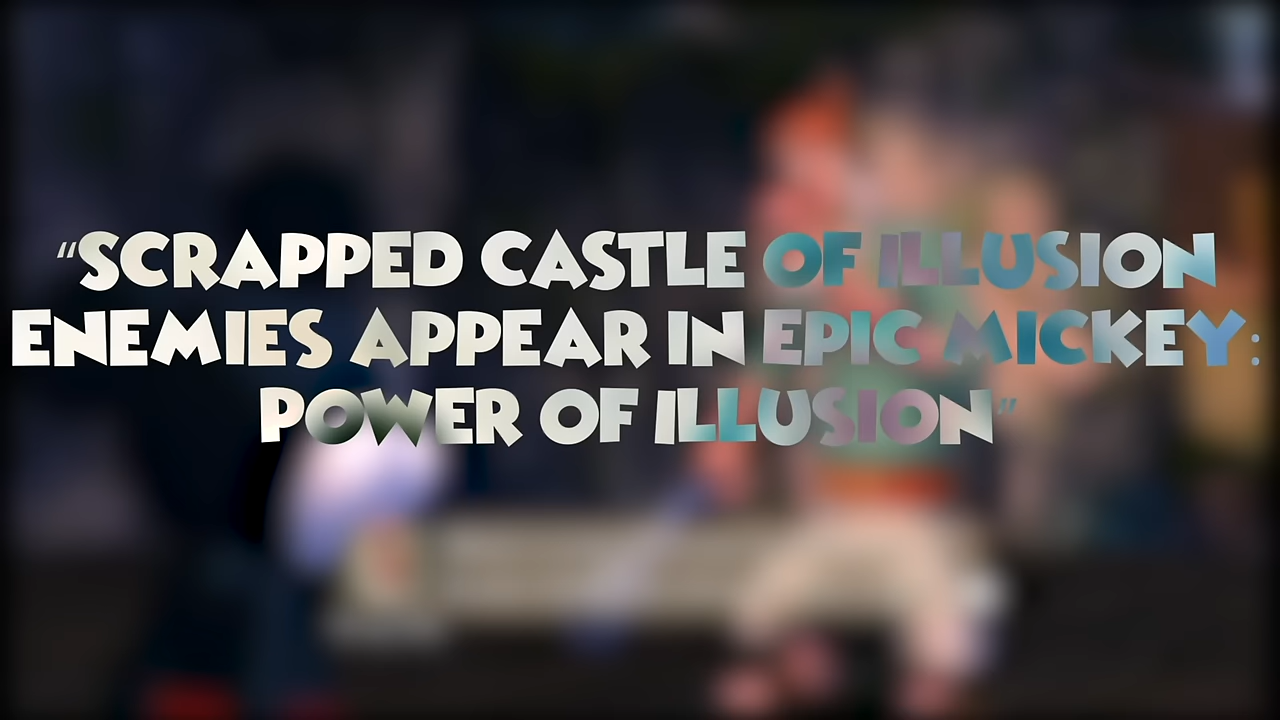 “SCRAPPED CASTLE OF ILLUSION
ENEMIES APPEAR IN EPIC MICKEY:
POWER OF ILLUSION”